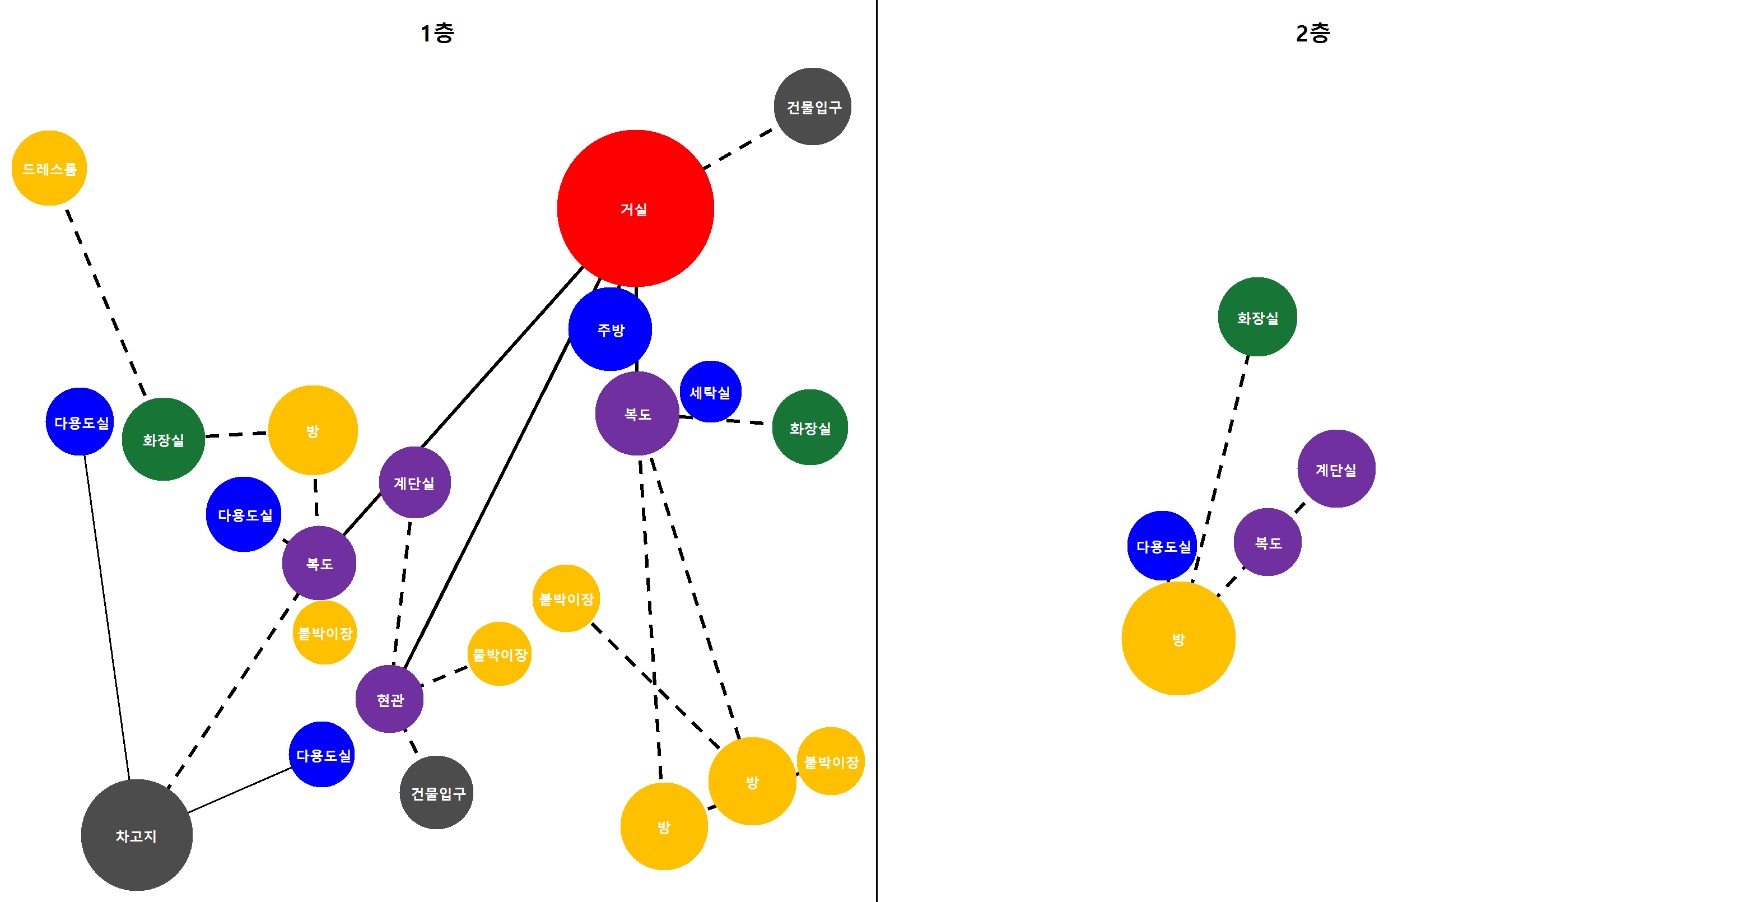 1층
건물입구
드레스룸
거실
주방
세탁실
다용도실
화장실
방
복도
화장실
계단실
다용도실
복도
붙박이장
붙박이장
붙박이장
현관
다용도실
건물입구
붙박이장
방
방
차고지
2층
화장실
계단실
다용도실
복도
방